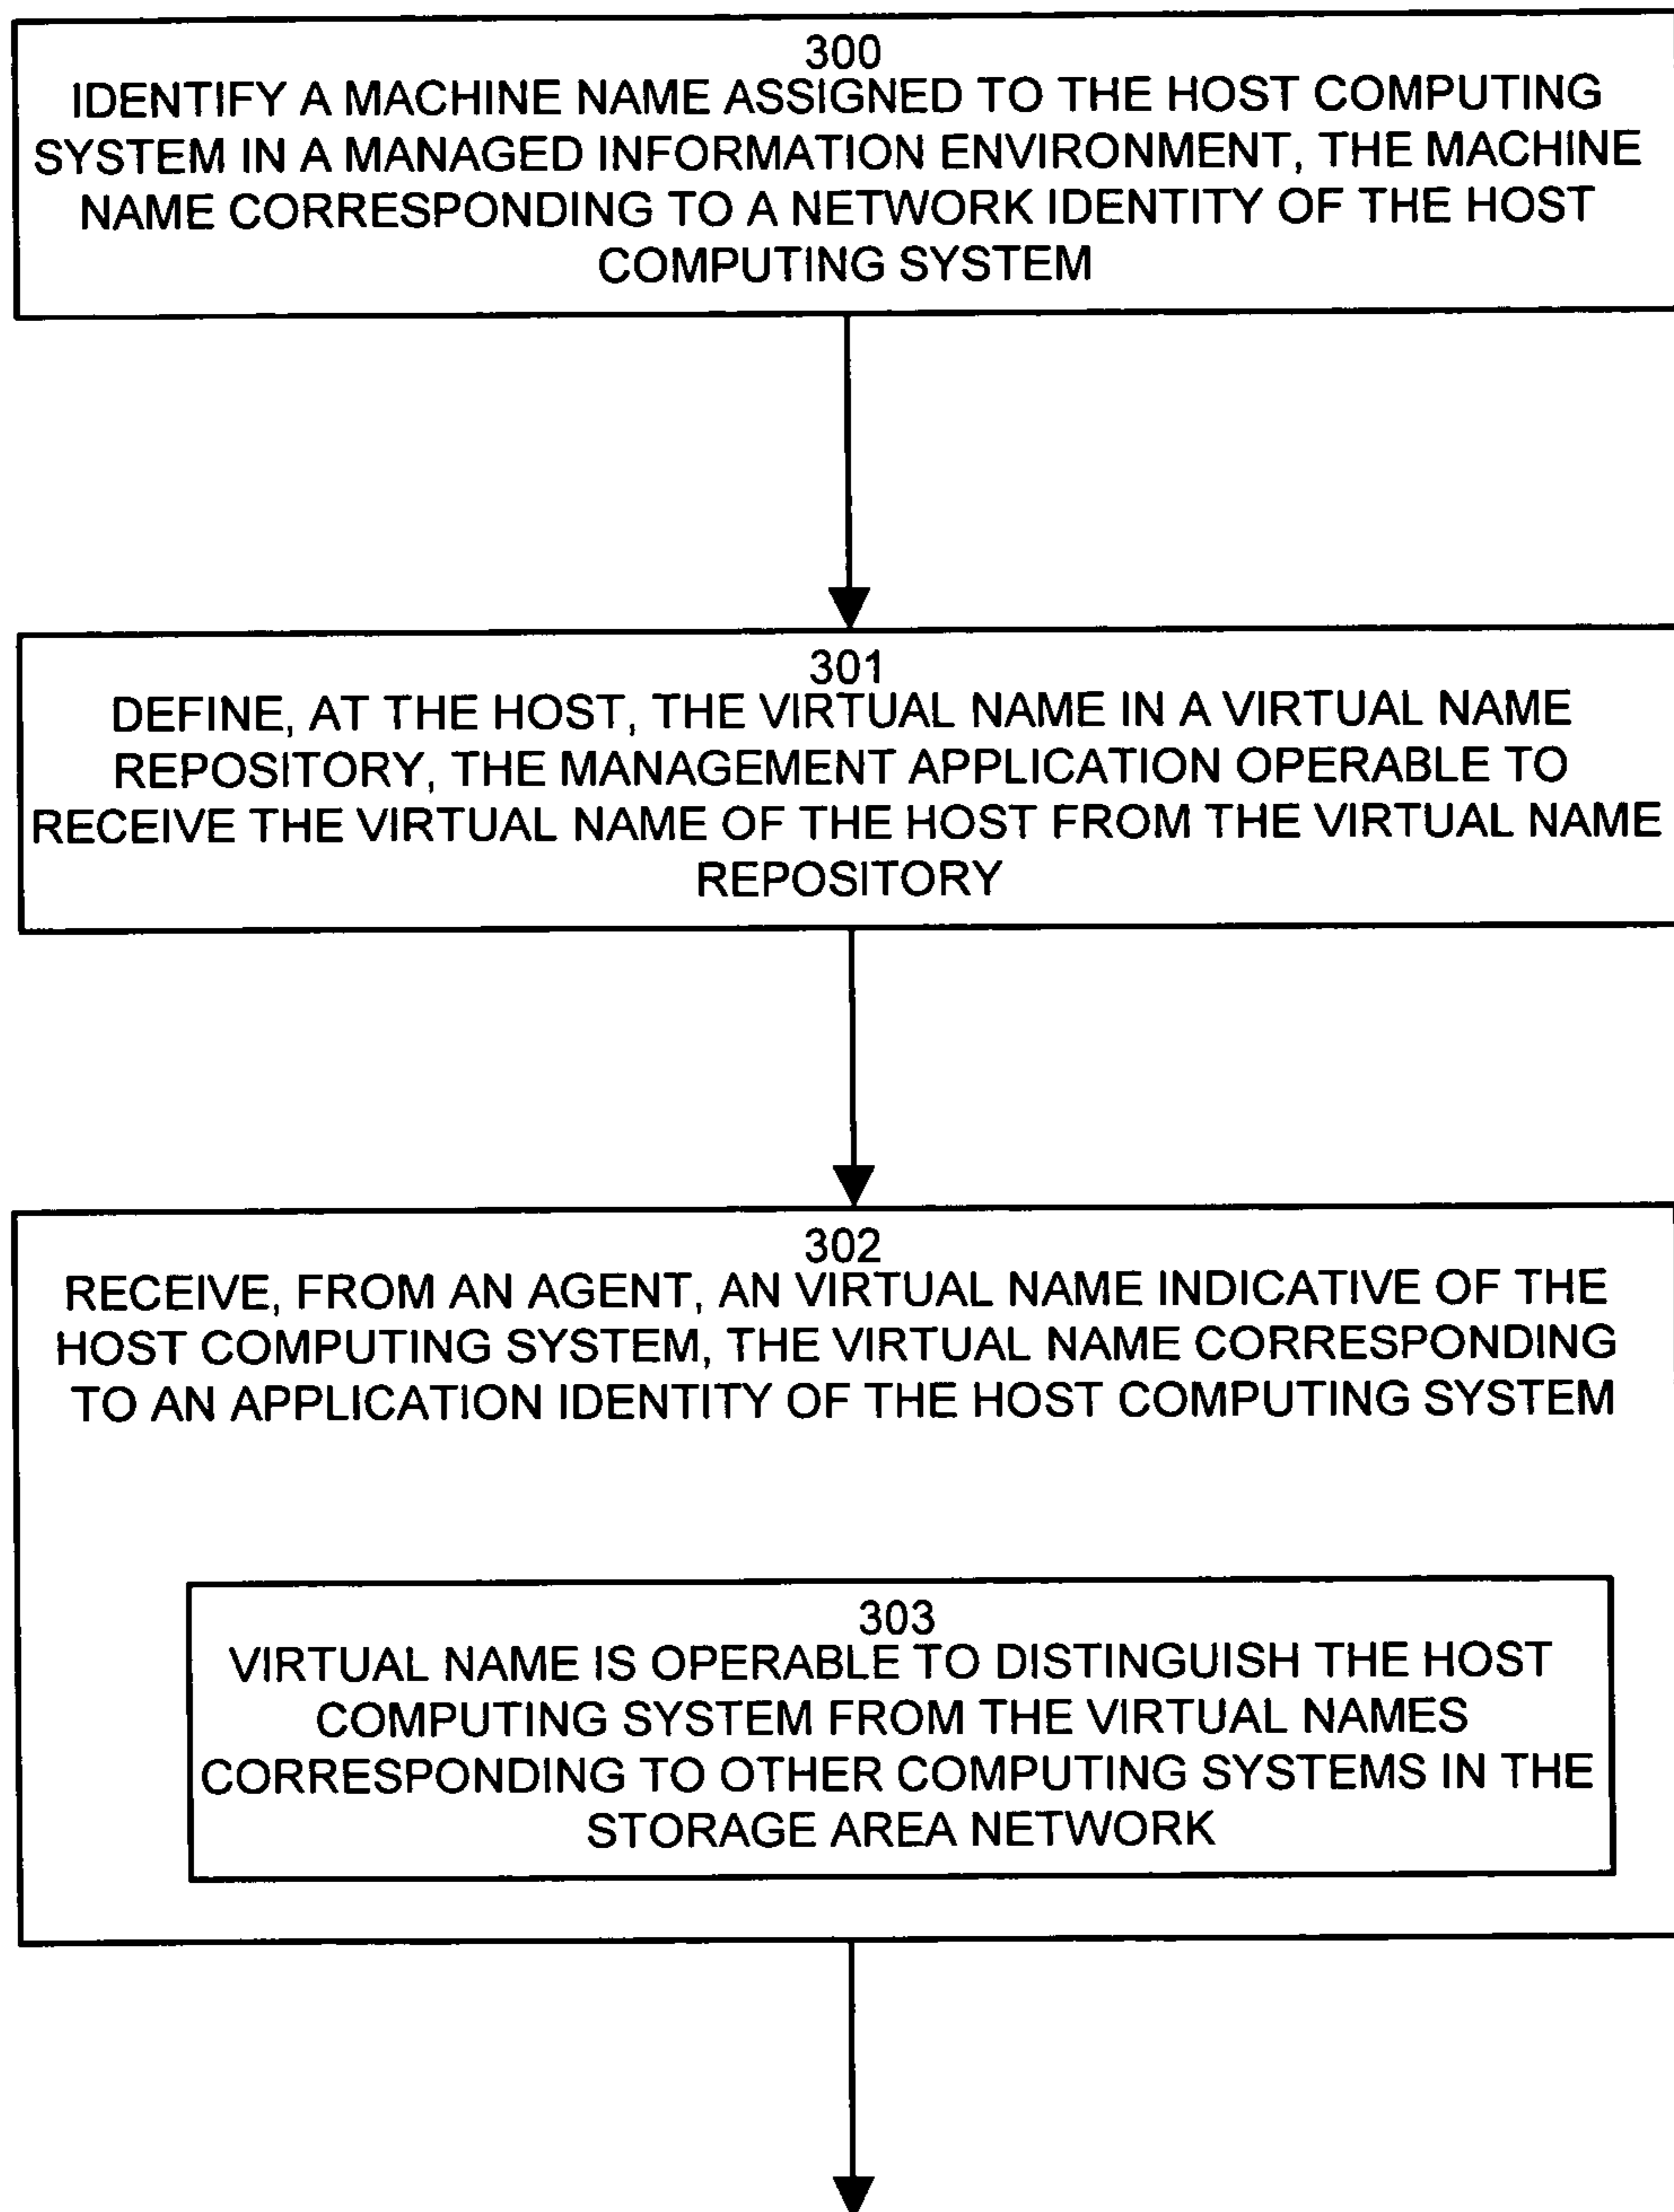 300
IDENTIFY A MACHINE NAME ASSIGNED TO THE HOST COMPUTING
SYSTEM IN A MANAGED INFORMATION ENVIRONMENT, THE MACHINE
NAME CORRESPONDING TO A NETWORK IDENTITY OF THE HOST
COMPUTING SYSTEM
301
DEFINE, AT THE HOST, THE VIRTUAL NAME IN A VIRTUAL NAME
REPOSITORY, THE MANAGEMENT APPLICATION OPERABLE TO
RECEIVE THE VIRTUAL NAME OF THE HOST FROM THE VIRTUAL NAME
REPOSITORY
302
RECEIVE, FROM AN AGENT, AN VIRTUAL NAME INDICATIVE OF THE
HOST COMPUTING SYSTEM, THE VIRTUAL NAME CORRESPONDING
TO AN APPLICATION IDENTITY OF THE HOST COMPUTING SYSTEM
303
VIRTUAL NAME IS OPERABLE TO DISTINGUISH THE HOST
COMPUTING SYSTEM FROM THE VIRTUAL NAMES
CORRESPONDING TO OTHER COMPUTING SYSTEMS IN THE
STORAGE AREA NETWORK